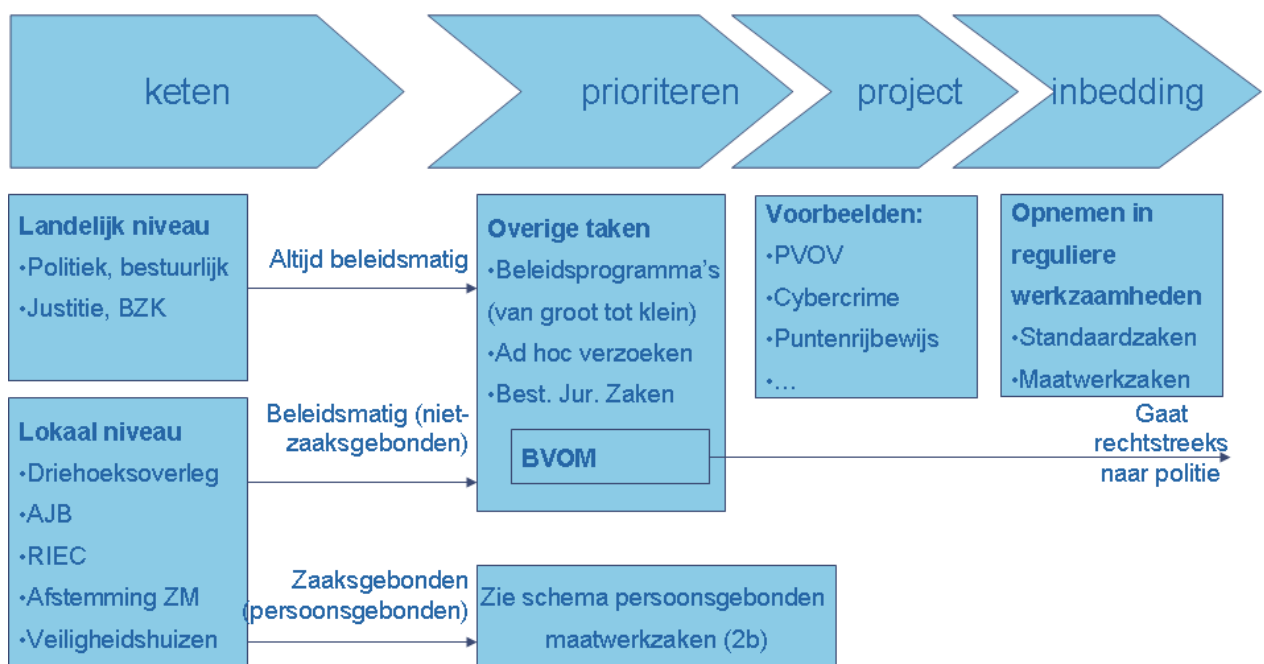 keten
prioriteren
project
inbedding
Landelijk niveau
•Politiek, bestuurlijk
•Justitie, BZK
Altijd beleidsmatig
Overige taken
•Beleidsprogramma's
(van groot tot klein)
•Ad hoc verzoeken
•Best. Jur. Zaken
BVOM
Voorbeelden:
•PVOV
•Cybercrime
•Puntenrijbewijs
•...
Opnemen in
reguliere
werkzaamheden
•Standaardzaken
•Maatwerkzaken
Gaat
rechtstreeks
naar politie
Lokaal niveau
•Driehoeksoverleg
•AJB
•RIEC
•Afstemming ZM
•Veiligheidshuizen
Beleidsmatig (niet-
zaaksgebonden)
Zaaksgebonden
(persoonsgebonden)
Zie schema persoonsgebonden
maatwerkzaken (2b)